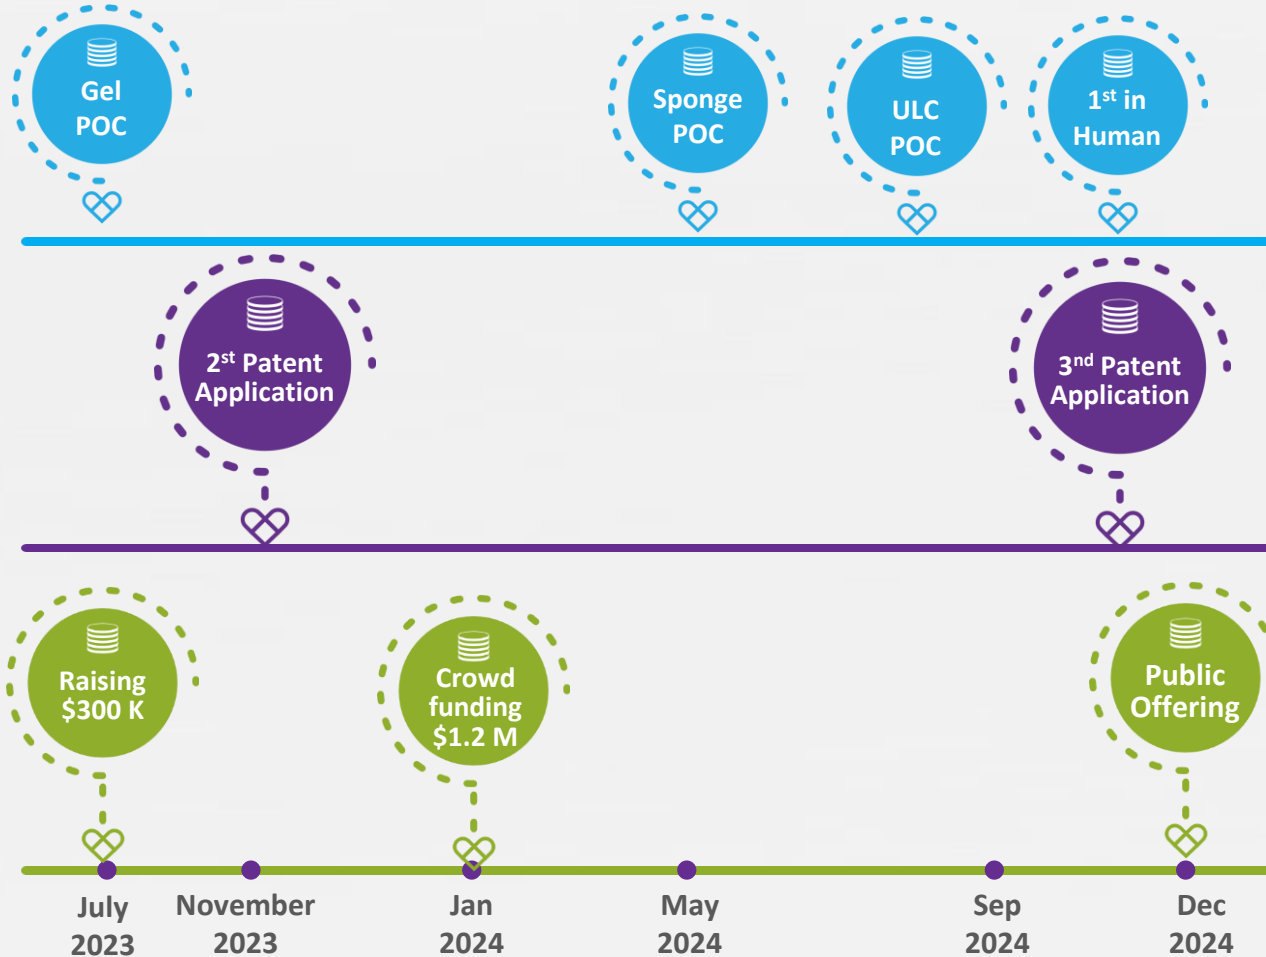 Gel
POC
Sponge
POC
ULC
POC
1st in
Human
2st Patent
Application
3nd Patent
Application
Raising
$300 K
Crowd
funding
$1.2 M
Public
Offering
July
2023
November
2023
Jan
2024
May
2024
Sep
2024
Dec
2024